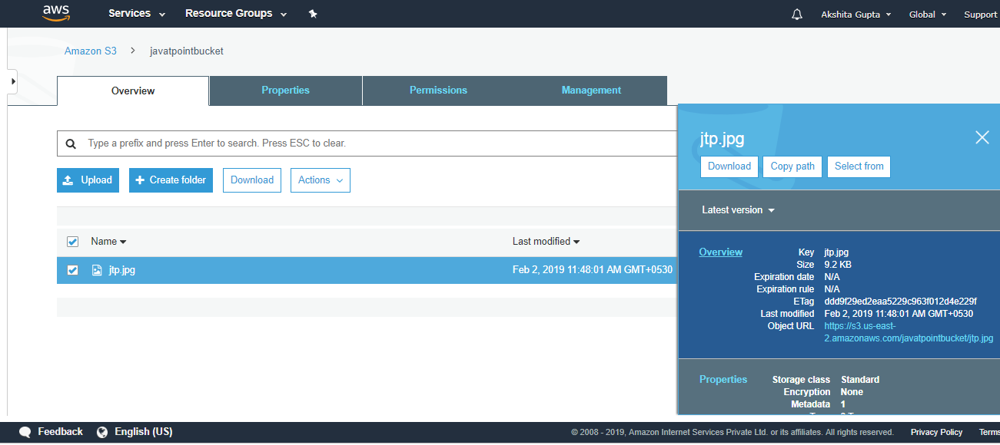 aws Services Resource Groups Akshita Gupta Global Support
Amazon S3 > javatpointbucket
Overview Properties Permissions Management
Type a prefix and press Enter to search. Press ESC to clear.
Upload Create folder Download Actions
Name Last modified
jtp.jpg Feb 2, 2019 11:48:01 AM GMT+0530
jtp.jpg
Download Copy path Select from
Latest version
Overview Key jtp.jpg
Size 9.2 KB
Expiration date N/A
Expiration rule N/A
ETag ddd9f29ed2eaa5229c963f012d4e229f
Last modified Feb 2, 2019 11:48:01 AM GMT+0530
Object URL https://s3.us-east-
2.amazonaws.com/javatpointbucket/jtp.jpg
Properties Storage class Standard
Encryption None
Metadata 1
Feedback English (US) © 2008 - 2019, Amazon Internet Services Private Ltd. or its affiliates. All rights reserved. Privacy Policy Terms